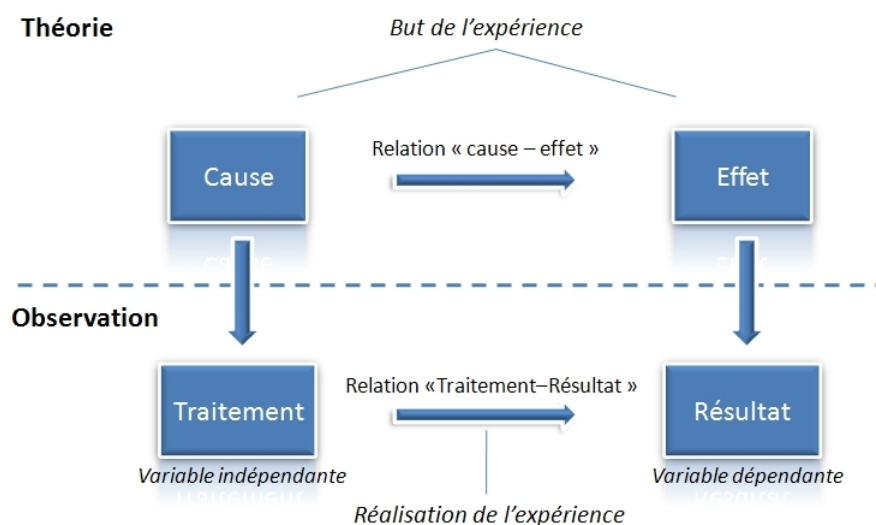 Théorie
But de l'expérience
Relation « cause – effet »
Cause
Effet
Observation
Relation «Traitement–Résultat »
Traitement
Résultat
Variable indépendante
Variable dépendante
Réalisation de l'expérience